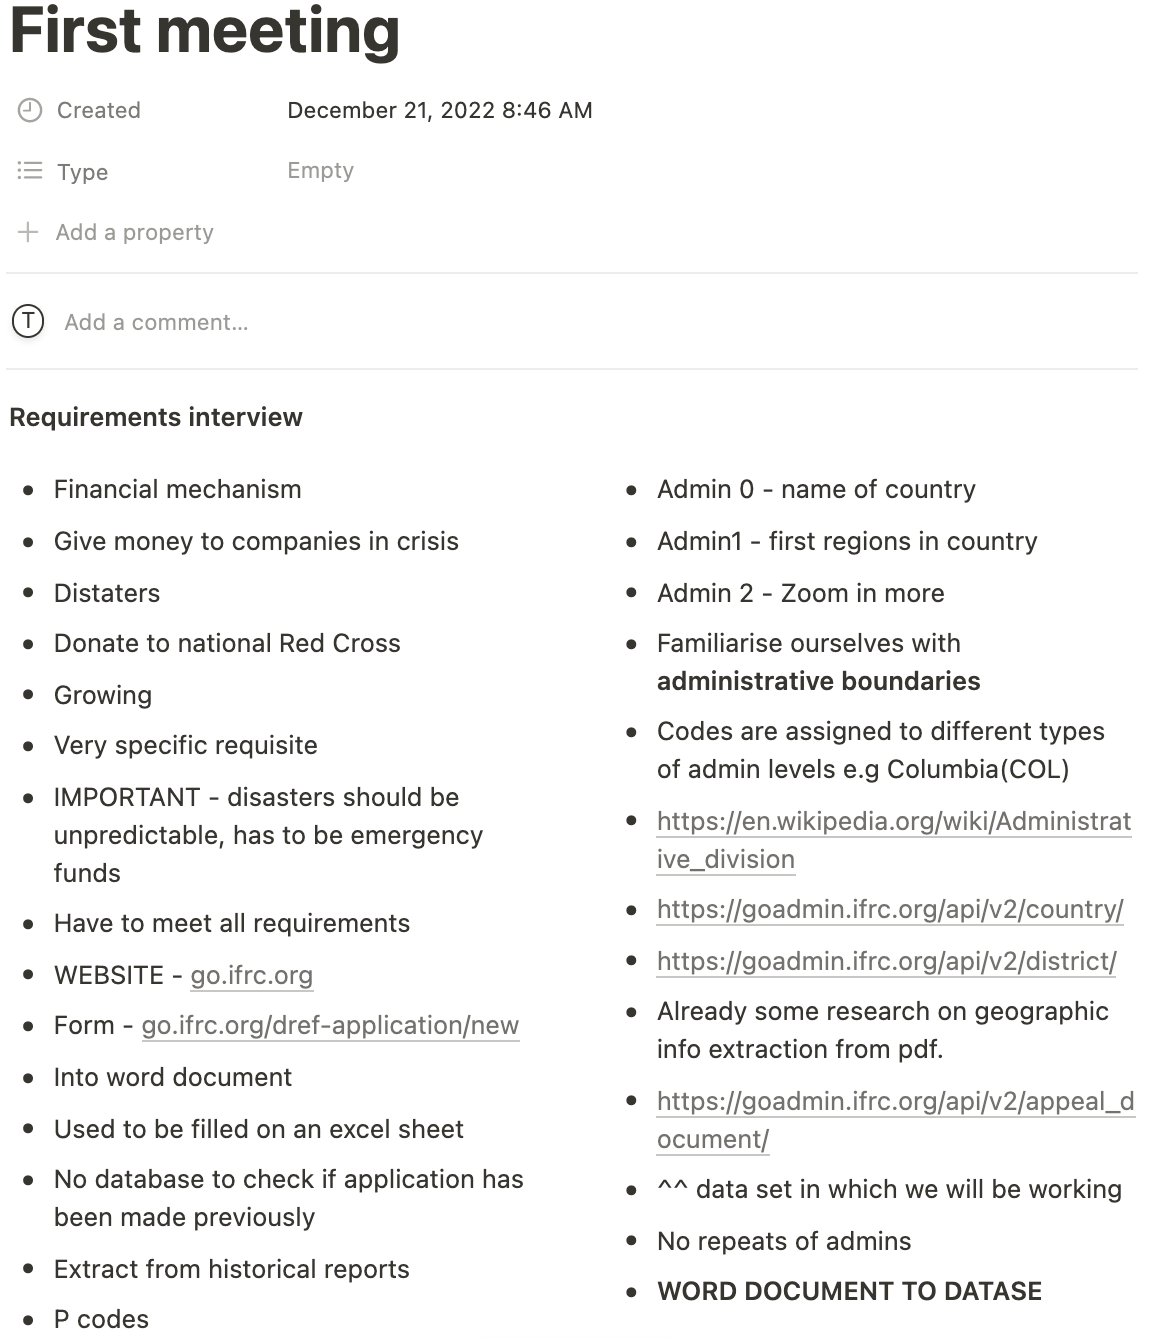 First meeting
Created December 21, 2022 8:46 AM
Type Empty
Add a property
T Add a comment...
Requirements interview
• Financial mechanism
• Give money to companies in crisis
• Distaters
• Donate to national Red Cross
• Growing
• Very specific requisite
• IMPORTANT - disasters should be
unpredictable, has to be emergency
funds
• Have to meet all requirements
• WEBSITE - go.ifrc.org
• Form - go.ifrc.org/dref-application/new
• Into word document
• Used to be filled on an excel sheet
• No database to check if application has
been made previously
• Extract from historical reports
• P codes
• Admin 0 - name of country
• Admin1 - first regions in country
• Admin 2 - Zoom in more
• Familiarise ourselves with
administrative boundaries
• Codes are assigned to different types
of admin levels e.g Columbia(COL)
• https://en.wikipedia.org/wiki/Administrat
ive_division
• https://goadmin.ifrc.org/api/v2/country/
• https://goadmin.ifrc.org/api/v2/district/
• Already some research on geographic
info extraction from pdf.
• https://goadmin.ifrc.org/api/v2/appeal_d
ocument/
• ^^ data set in which we will be working
• No repeats of admins
• WORD DOCUMENT TO DATASE